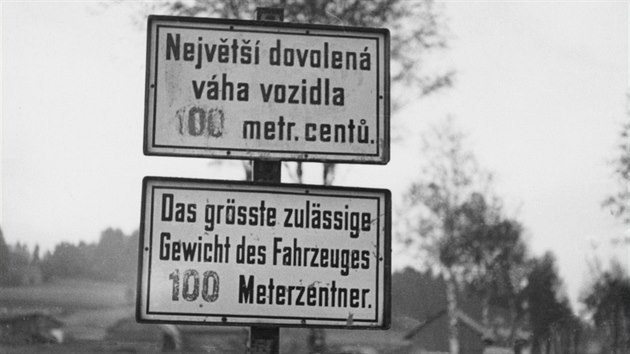 Největší dovolená
váha vozidla
100 metr. centů.
Das grösste zulässige
Gewicht des Fahrzeuges
100 Meterzentner.